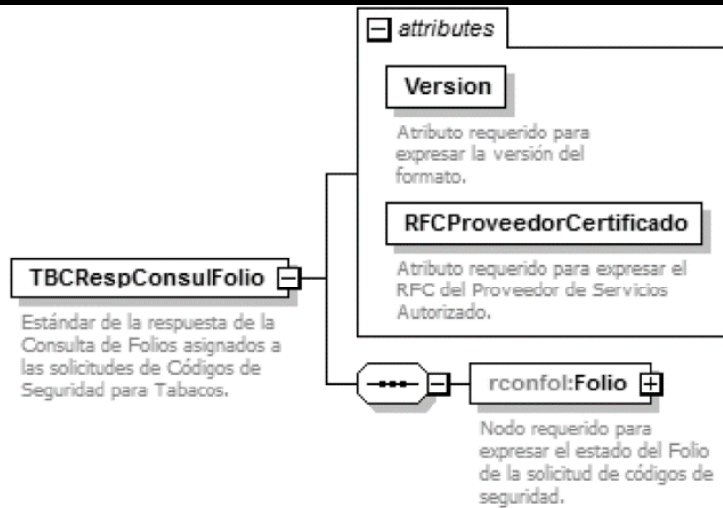 attributes
Version
Atributo requerido para
expresar la versión del
formato.
RFCProveedorCertificado
Atributo requerido para expresar el
RFC del Proveedor de Servicios
Autorizado.
TBCRespConsulFolio
Estándar de la respuesta de la
Consulta de Folios asignados a
las solicitudes de Códigos de
Seguridad para Tabacos.
rconfol:Folio
Nodo requerido para
expresar el estado del Folio
de la solicitud de códigos de
seguridad.